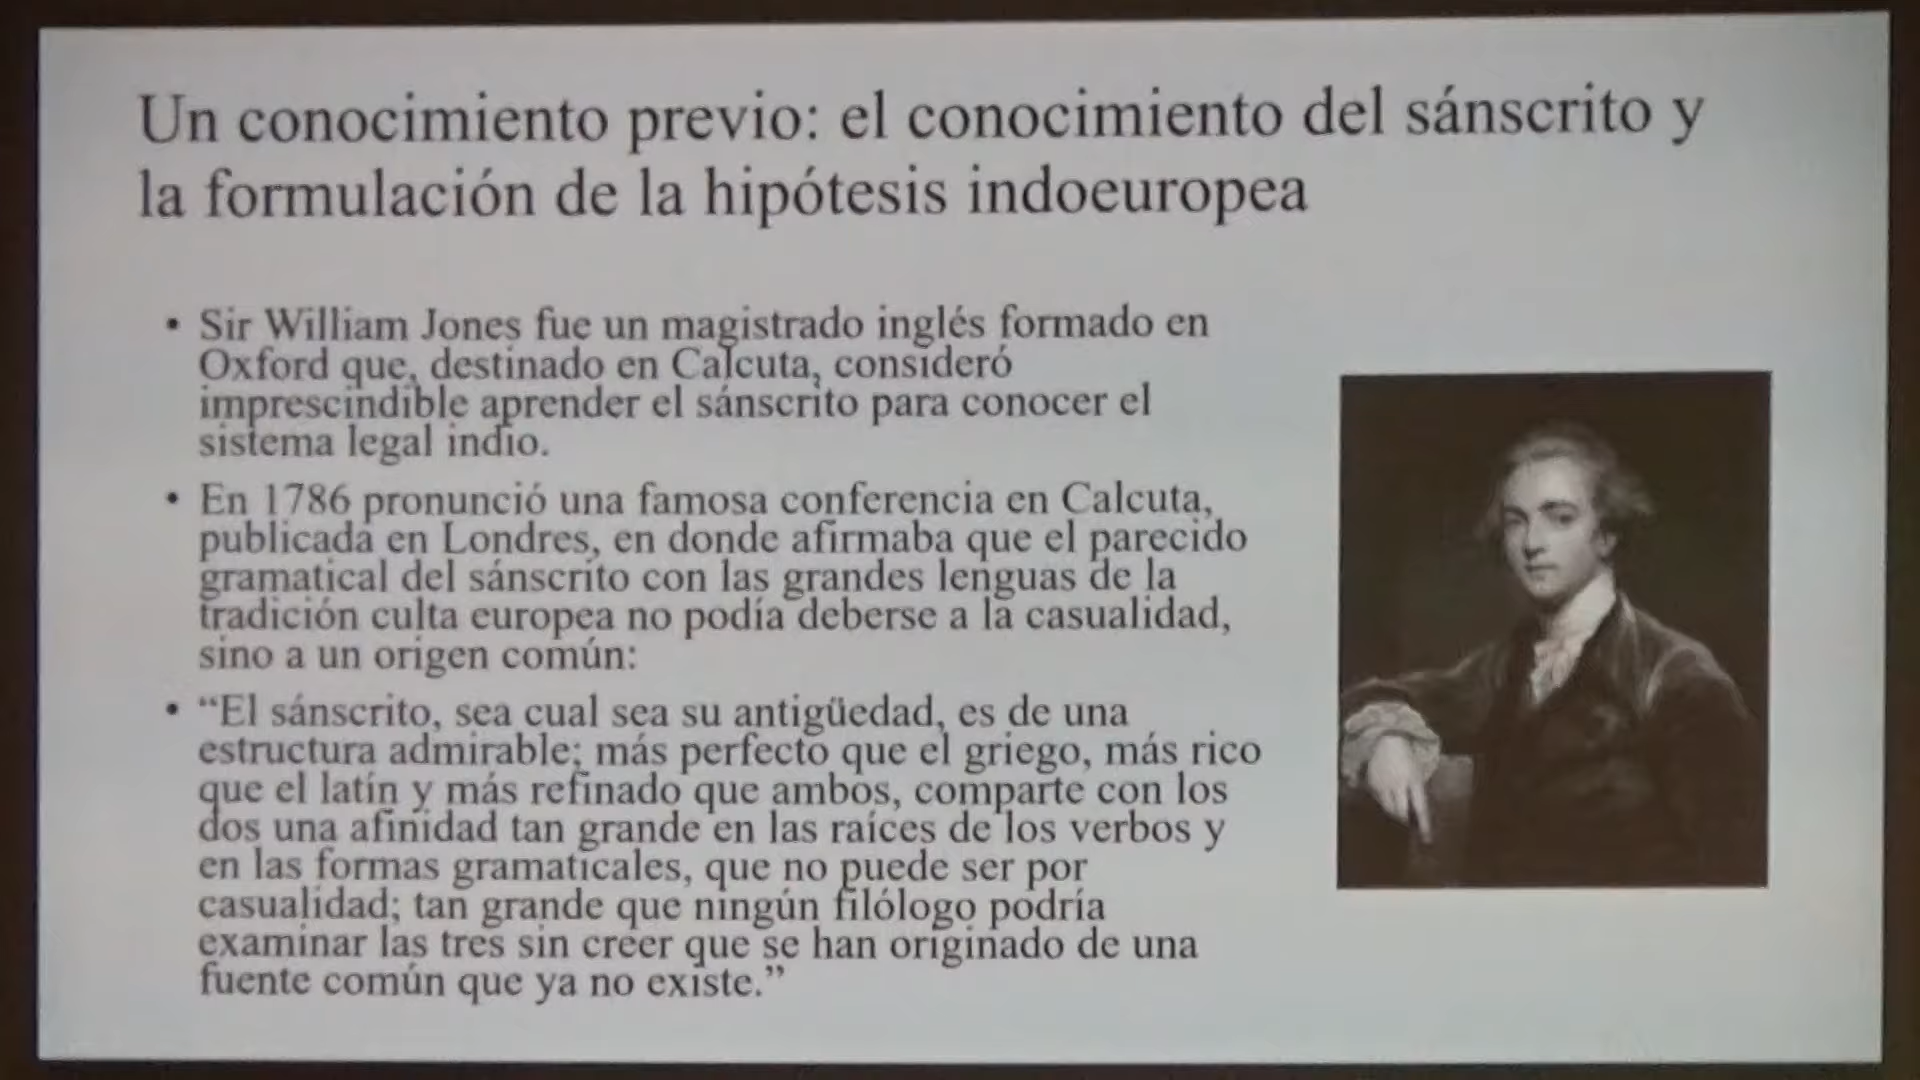 Un conocimiento previo: el conocimiento del sánscrito y
la formulación de la hipótesis indoeuropea
• Sir William Jones fue un magistrado inglés formado en
Oxford que, destinado en Calcuta, consideró
imprescindible aprender el sánscrito para conocer el
sistema legal indio.
• En 1786 pronunció una famosa conferencia en Calcuta,
publicada en Londres, en donde afirmaba que el parecido
gramatical del sánscrito con las grandes lenguas de la
tradición culta europea no podía deberse a la casualidad,
sino a un origen común:
• “El sánscrito, sea cual sea su antigüedad, es de una
estructura admirable; más perfecto que el griego, más rico
que el latín y más refinado que ambos, comparte con los
dos una afinidad tan grande en las raíces de los verbos y
en las formas gramaticales, que no puede ser por
casualidad; tan grande que ningún filólogo podría
examinar las tres sin creer que se han originado de una
fuente común que ya no existe.”